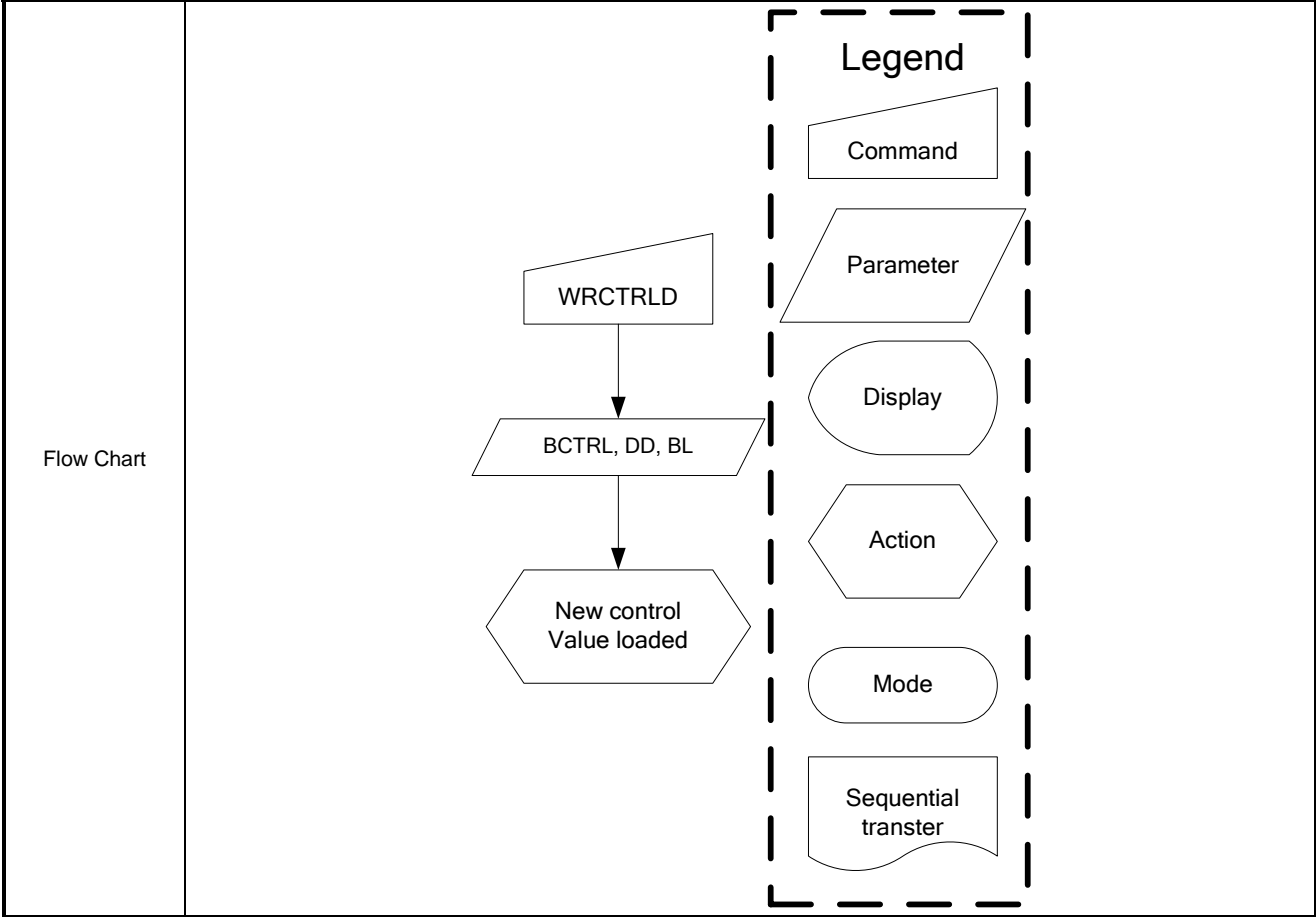 Flow Chart
WRCTRLD
BCTRL, DD, BL
New control
Value loaded
Legend
Command
Parameter
Display
Action
Mode
Sequential
transter